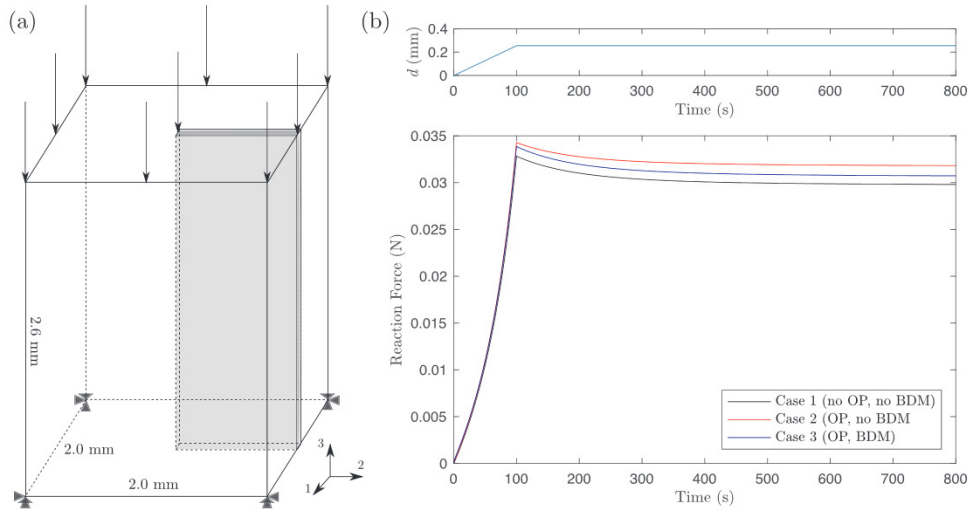 (a)
2.6 mm
2.0 mm
2.0 mm
3
2
1
(b)
d (mm)
0.4
0.2
0
0 100 200 300 400 500 600 700 800
Time (s)
Reaction Force (N)
0.035
0.03
0.025
0.02
0.015
0.01
0.005
0
Case 1 (no OP, no BDM)
Case 2 (OP, no BDM
Case 3 (OP, BDM)
0 100 200 300 400 500 600 700 800
Time (s)